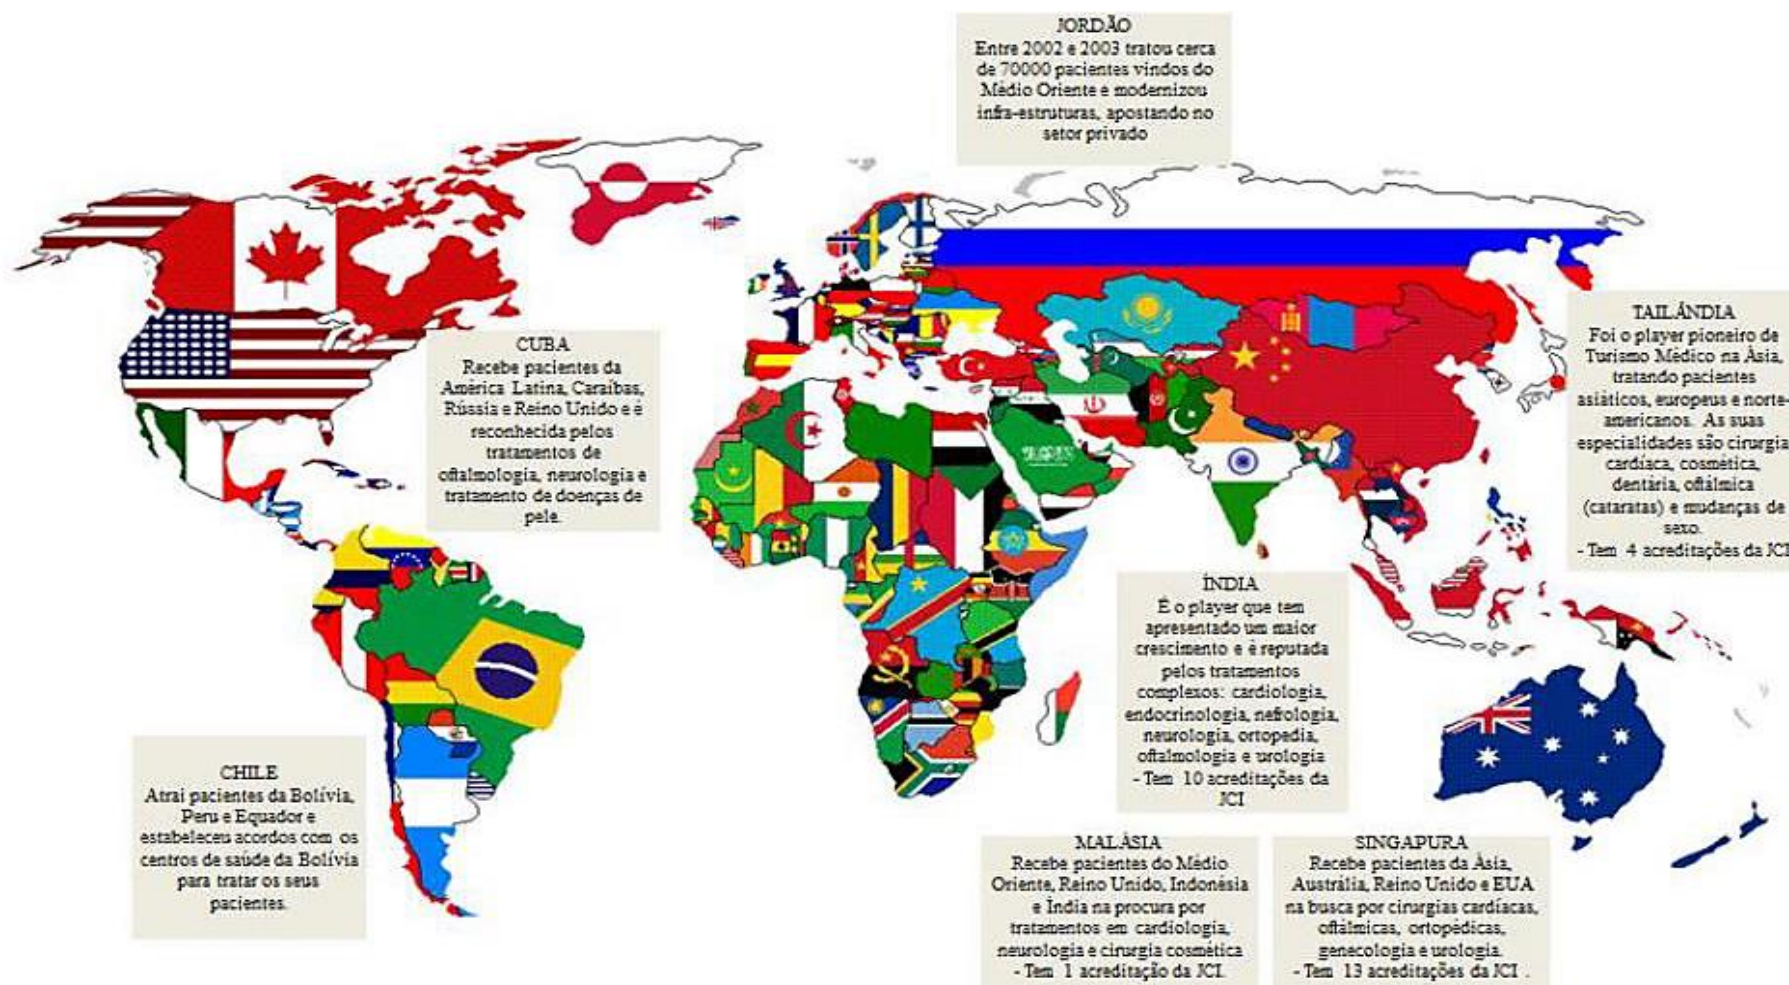 JORDÃO
Entre 2002 e 2003 tratou cerca
de 70000 pacientes vindos do
Médio Oriente e modernizou
infra-estruturas, apostando no
setor privado
CUBA
Recebe pacientes da
América Latina, Caraíbas,
Rússia e Reino Unido e é
reconhecida pelos
tratamentos de
oftalmologia, neurologia e
tratamento de doenças de
pele.
TAILÂNDIA
Foi o player pioneiro de
Turismo Médico na Ásia,
tratando pacientes
asiáticos, europeus e norte-
americanos. As suas
especialidades são cirurgia
cardíaca, cosmética,
dentária, oftálmica
(cataratas) e mudanças de
sexo.
- Tem 4 acreditações da JCI
ÍNDIA
É o player que tem
apresentado um maior
crescimento e é reputada
pelos tratamentos
complexos: cardiologia,
endocrinologia, nefrologia,
neurologia, ortopedia,
oftalmologia e urologia
- Tem 10 acreditações da
JCI
CHILE
Atrai pacientes da Bolívia,
Peru e Equador e
estabeleceu acordos com os
centros de saúde da Bolívia
para tratar os seus
pacientes.
MALÁSIA
Recebe pacientes do Médio
Oriente, Reino Unido, Indonésia
e Índia na procura por
tratamentos em cardiologia,
neurologia e cirurgia cosmética
- Tem 1 acreditação da JCI.
SINGAPURA
Recebe pacientes da Ásia,
Austrália, Reino Unido e EUA
na busca por cirurgias cardíacas,
oftálmicas, ortopédicas,
genecologia e urologia.
- Tem 13 acreditações da JCI .